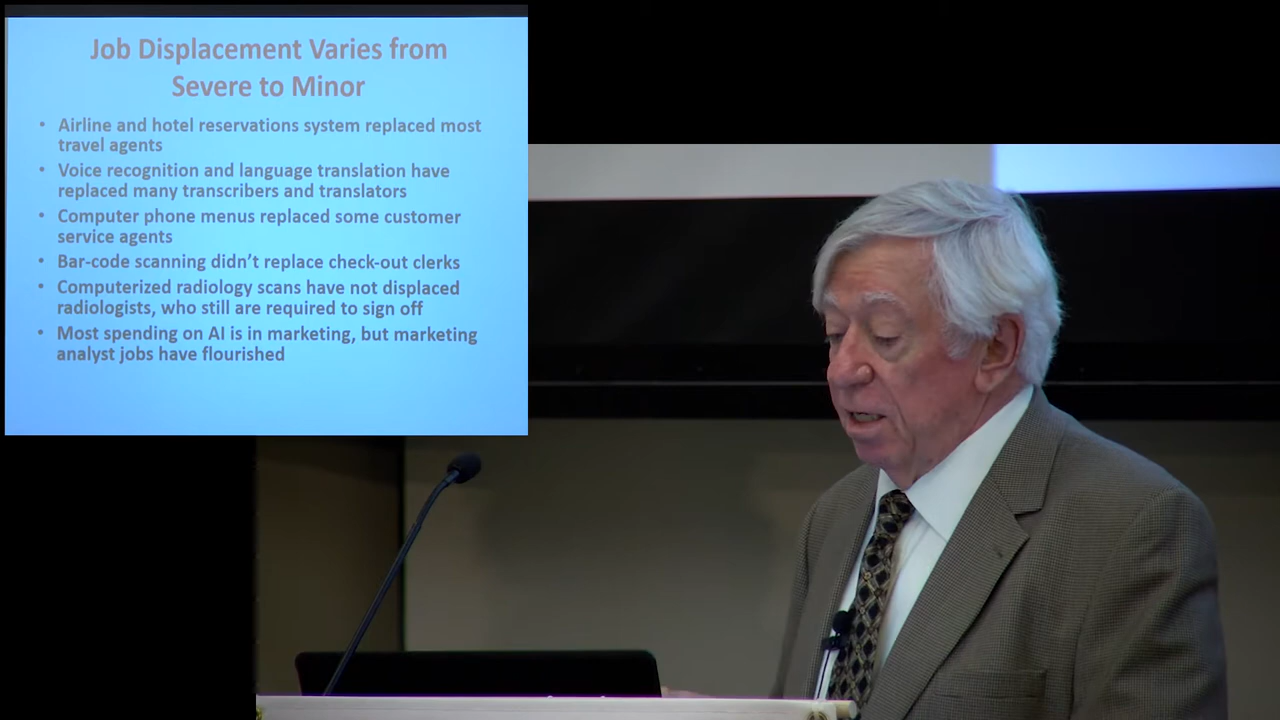 Job Displacement Varies from
Severe to Minor
• Airline and hotel reservations system replaced most
travel agents
• Voice recognition and language translation have
replaced many transcribers and translators
• Computer phone menus replaced some customer
service agents
• Bar-code scanning didn't replace check-out clerks
• Computerized radiology scans have not displaced
radiologists, who still are required to sign off
• Most spending on AI is in marketing, but marketing
analyst jobs have flourished